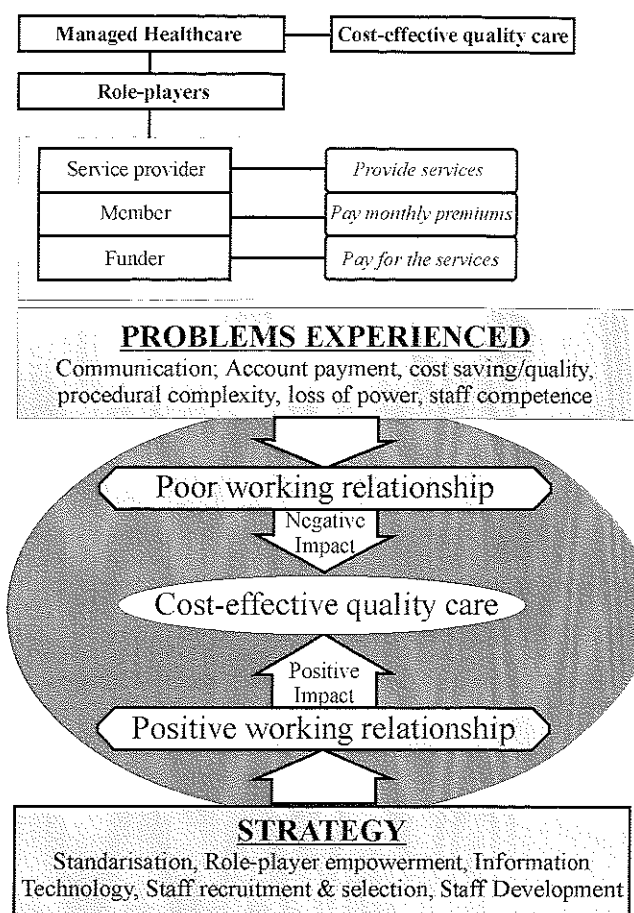 Managed Healthcare
Cost-effective quality care
Role-players
Service provider
Provide services
Member
Pay monthly premiums
Funder
Pay for the services
PROBLEMS EXPERIENCED
Communication; Account payment, cost saving/quality,
procedural complexity, loss of power, staff competence
Poor working relationship
Negative
Impact
Cost-effective quality care
Positive
Impact
Positive working relationship
STRATEGY
Standarisation, Role-player empowerment, Information
Technology, Staff recruitment & selection, Staff Development